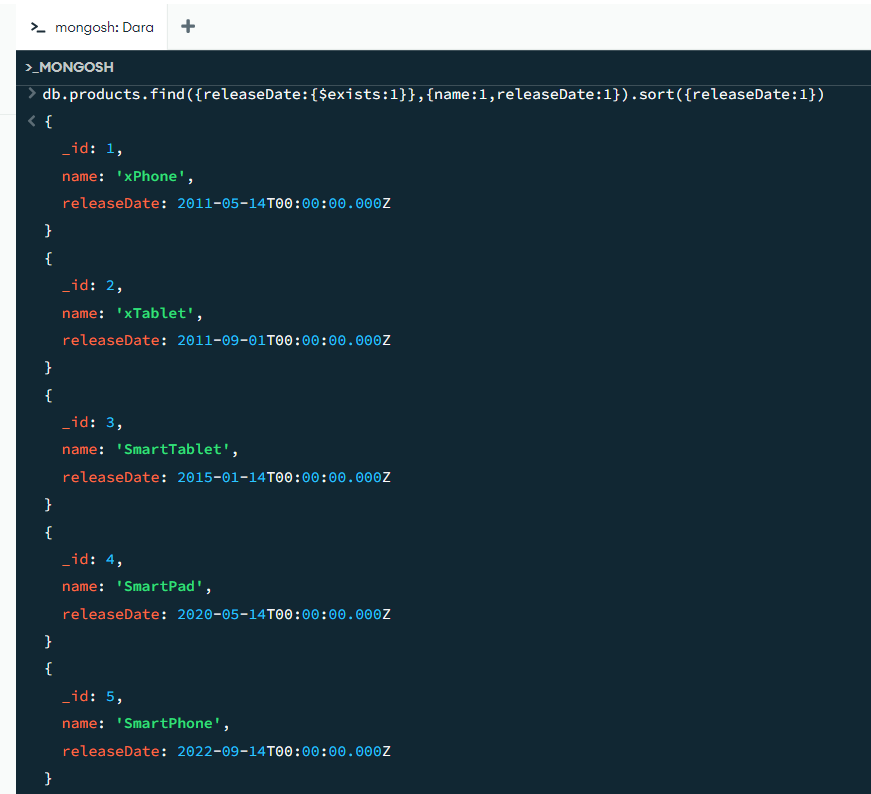 >_ mongosh: Dara +
>_MONGOSH
> db.products.find({releaseDate:{$exists:1}},{name:1,releaseDate:1}).sort({releaseDate:1})
< {
_id: 1,
name: 'xPhone',
releaseDate: 2011-05-14T00:00:00.000Z
}
{
_id: 2,
name: 'xTablet',
releaseDate: 2011-09-01T00:00:00.000Z
}
{
_id: 3,
name: 'SmartTablet',
releaseDate: 2015-01-14T00:00:00.000Z
}
{
_id: 4,
name: 'SmartPad',
releaseDate: 2020-05-14T00:00:00.000Z
}
{
_id: 5,
name: 'SmartPhone',
releaseDate: 2022-09-14T00:00:00.000Z
}